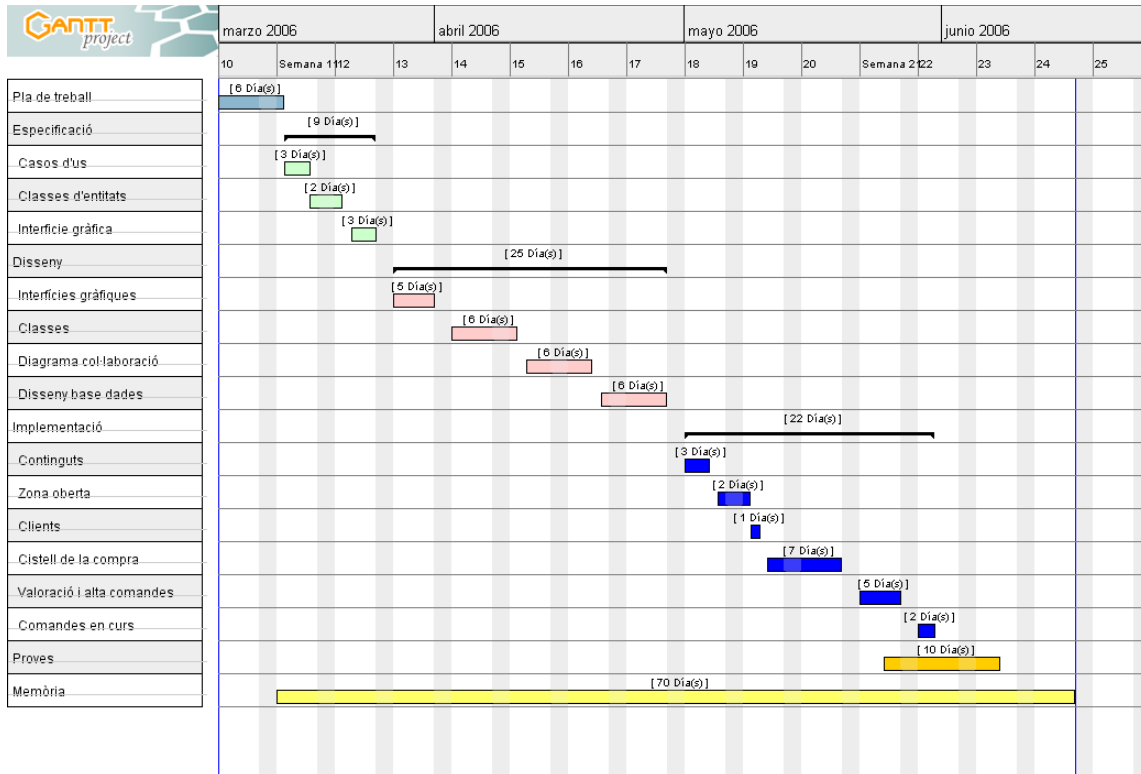 GANTT
project
marzo 2006 abril 2006 mayo 2006 junio 2006
10 Semana 11 12 13 14 15 16 17 18 19 20 Semana 21 22 23 24 25
Pla de treball [ 6 Día(s) ]
Especificació [ 9 Día(s) ]
Casos d'us [ 3 Día(s) ]
Classes d'entitats [ 2 Día(s) ]
Interfície gràfica [ 3 Día(s) ]
Disseny [ 25 Día(s) ]
Interfícies gràfiques [ 5 Día(s) ]
Classes [ 6 Día(s) ]
Diagrama col·laboració [ 6 Día(s) ]
Disseny base dades [ 6 Día(s) ]
Implementació [ 22 Día(s) ]
Continguts [ 3 Día(s) ]
Zona oberta [ 2 Día(s) ]
Clients [ 1 Día(s) ]
Cistell de la compra [ 7 Día(s) ]
Valoració i alta comandes [ 5 Día(s) ]
Comandes en curs [ 2 Día(s) ]
Proves [ 10 Día(s) ]
Memòria [ 70 Día(s) ]